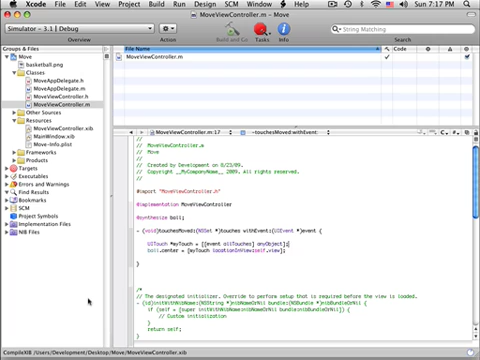 Xcode File Edit View Project Build Run Design SCM Window Help Sun 7:17 PM
MoveViewController.m - Move
Simulator - 3.1 | Debug
String Matching
Overview Action Build and Go Tasks Info Search
Groups & Files
File Name Code
Move
MoveViewController.m
basketball.png
Classes
MoveAppDelegate.h
MoveAppDelegate.m
MoveViewController.h
MoveViewController.m
Other Sources
Resources
MoveViewController.xib
MainWindow.xib
Move-Info.plist
Frameworks
Products
Targets
Executables
Errors and Warnings
Find Results
Bookmarks
SCM
Project Symbols
Implementation Files
NIB Files
MoveViewController.m:17 -touchesMoved:withEvent:
//
// MoveViewController.m
// Move
//
// Created by Development on 8/23/09.
// Copyright __MyCompanyName__ 2009. All rights reserved.
//
#import "MoveViewController.h"
@implementation MoveViewController
@synthesize ball;
- (void)touchesMoved:(NSSet *)touches withEvent:(UIEvent *)event {
UITouch *myTouch = [[event allTouches] anyObject];
ball.center = [myTouch locationInView:self.view];
}
/*
// The designated initializer. Override to perform setup that is required before the view is loaded.
- (id)initWithNibName:(NSString *)nibNameOrNil bundle:(NSBundle *)nibBundleOrNil {
if (self = [super initWithNibName:nibNameOrNil bundle:nibBundleOrNil]) {
// Custom initialization
}
return self;
CompileXIB /Users/Development/Desktop/Move/MoveViewController.xib